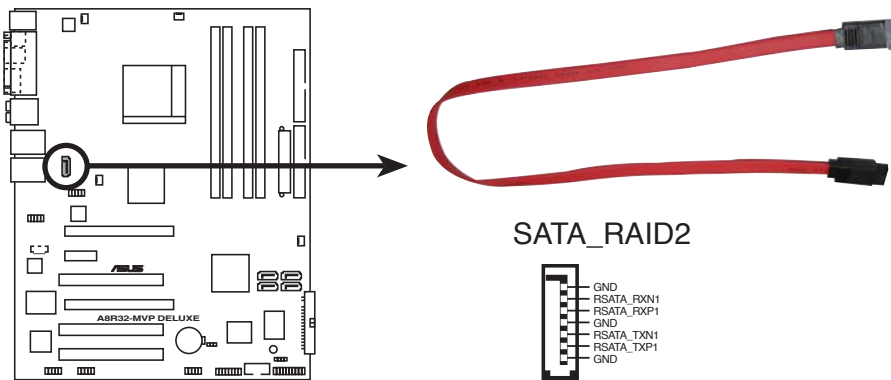 SATA_RAID2
GND
RSATA_RXN1
RSATA_RXP1
GND
RSATA_TXN1
RSATA_TXP1
GND
ASUS
A8R32-MVP DELUXE